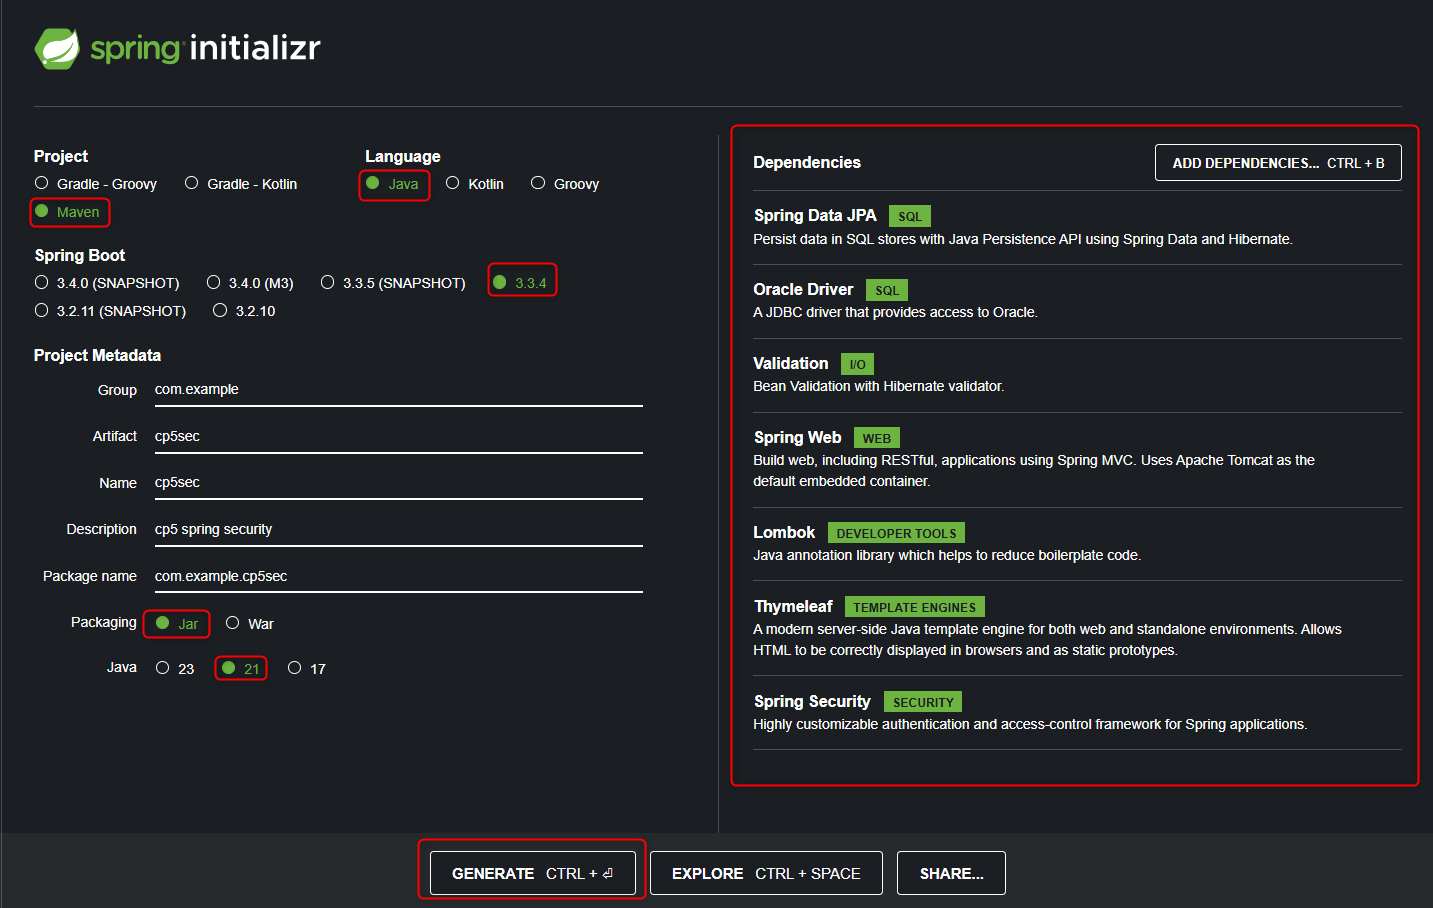 spring initializr
Project
Gradle - Groovy Gradle - Kotlin
Maven
Language
Java Kotlin Groovy
Spring Boot
3.4.0 (SNAPSHOT) 3.4.0 (M3) 3.3.5 (SNAPSHOT) 3.3.4
3.2.11 (SNAPSHOT) 3.2.10
Project Metadata
Group com.example
Artifact cp5sec
Name cp5sec
Description cp5 spring security
Package name com.example.cp5sec
Packaging Jar War
Java 23 21 17
Dependencies ADD DEPENDENCIES... CTRL + B
Spring Data JPA SQL
Persist data in SQL stores with Java Persistence API using Spring Data and Hibernate.
Oracle Driver SQL
A JDBC driver that provides access to Oracle.
Validation I/O
Bean Validation with Hibernate validator.
Spring Web WEB
Build web, including RESTful, applications using Spring MVC. Uses Apache Tomcat as the
default embedded container.
Lombok DEVELOPER TOOLS
Java annotation library which helps to reduce boilerplate code.
Thymeleaf TEMPLATE ENGINES
A modern server-side Java template engine for both web and standalone environments. Allows
HTML to be correctly displayed in browsers and as static prototypes.
Spring Security SECURITY
Highly customizable authentication and access-control framework for Spring applications.
GENERATE CTRL + ⏎ EXPLORE CTRL + SPACE SHARE...